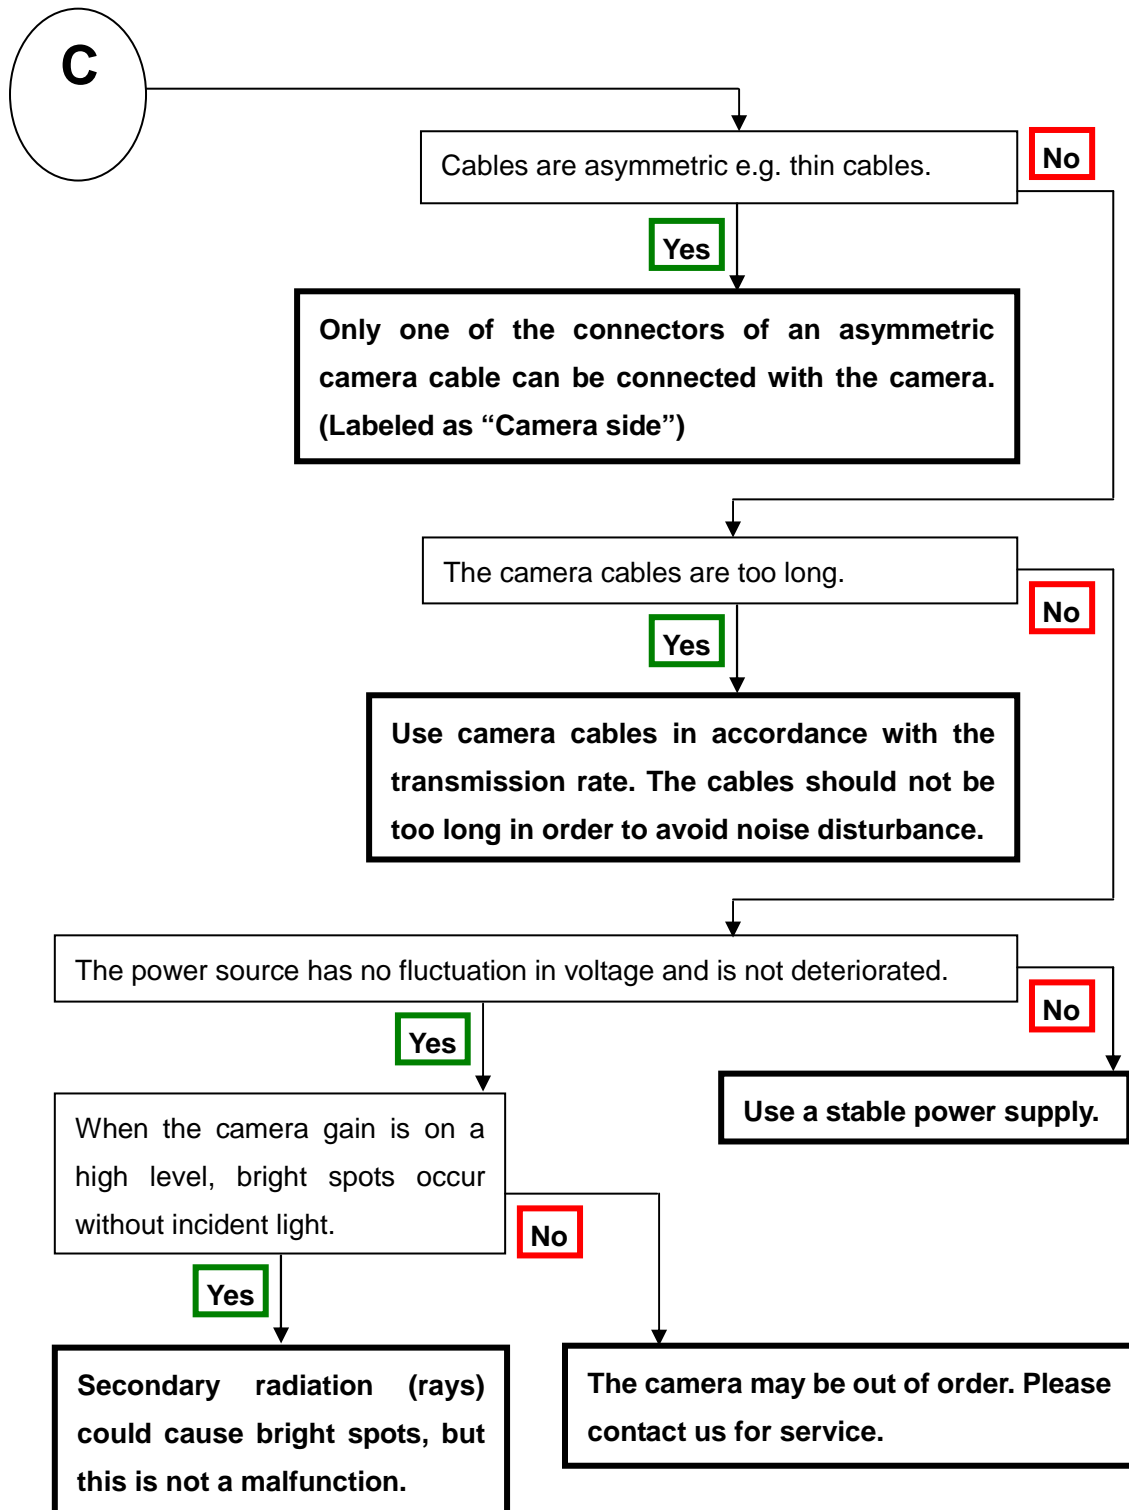 C
Cables are asymmetric e.g. thin cables.
No
Yes
Only one of the connectors of an asymmetric
camera cable can be connected with the camera.
(Labeled as “Camera side”)
The camera cables are too long.
No
Yes
Use camera cables in accordance with the
transmission rate. The cables should not be
too long in order to avoid noise disturbance.
The power source has no fluctuation in voltage and is not deteriorated.
No
Yes
Use a stable power supply.
When the camera gain is on a
high level, bright spots occur
without incident light.
No
Yes
Secondary radiation (rays)
could cause bright spots, but
this is not a malfunction.
The camera may be out of order. Please
contact us for service.